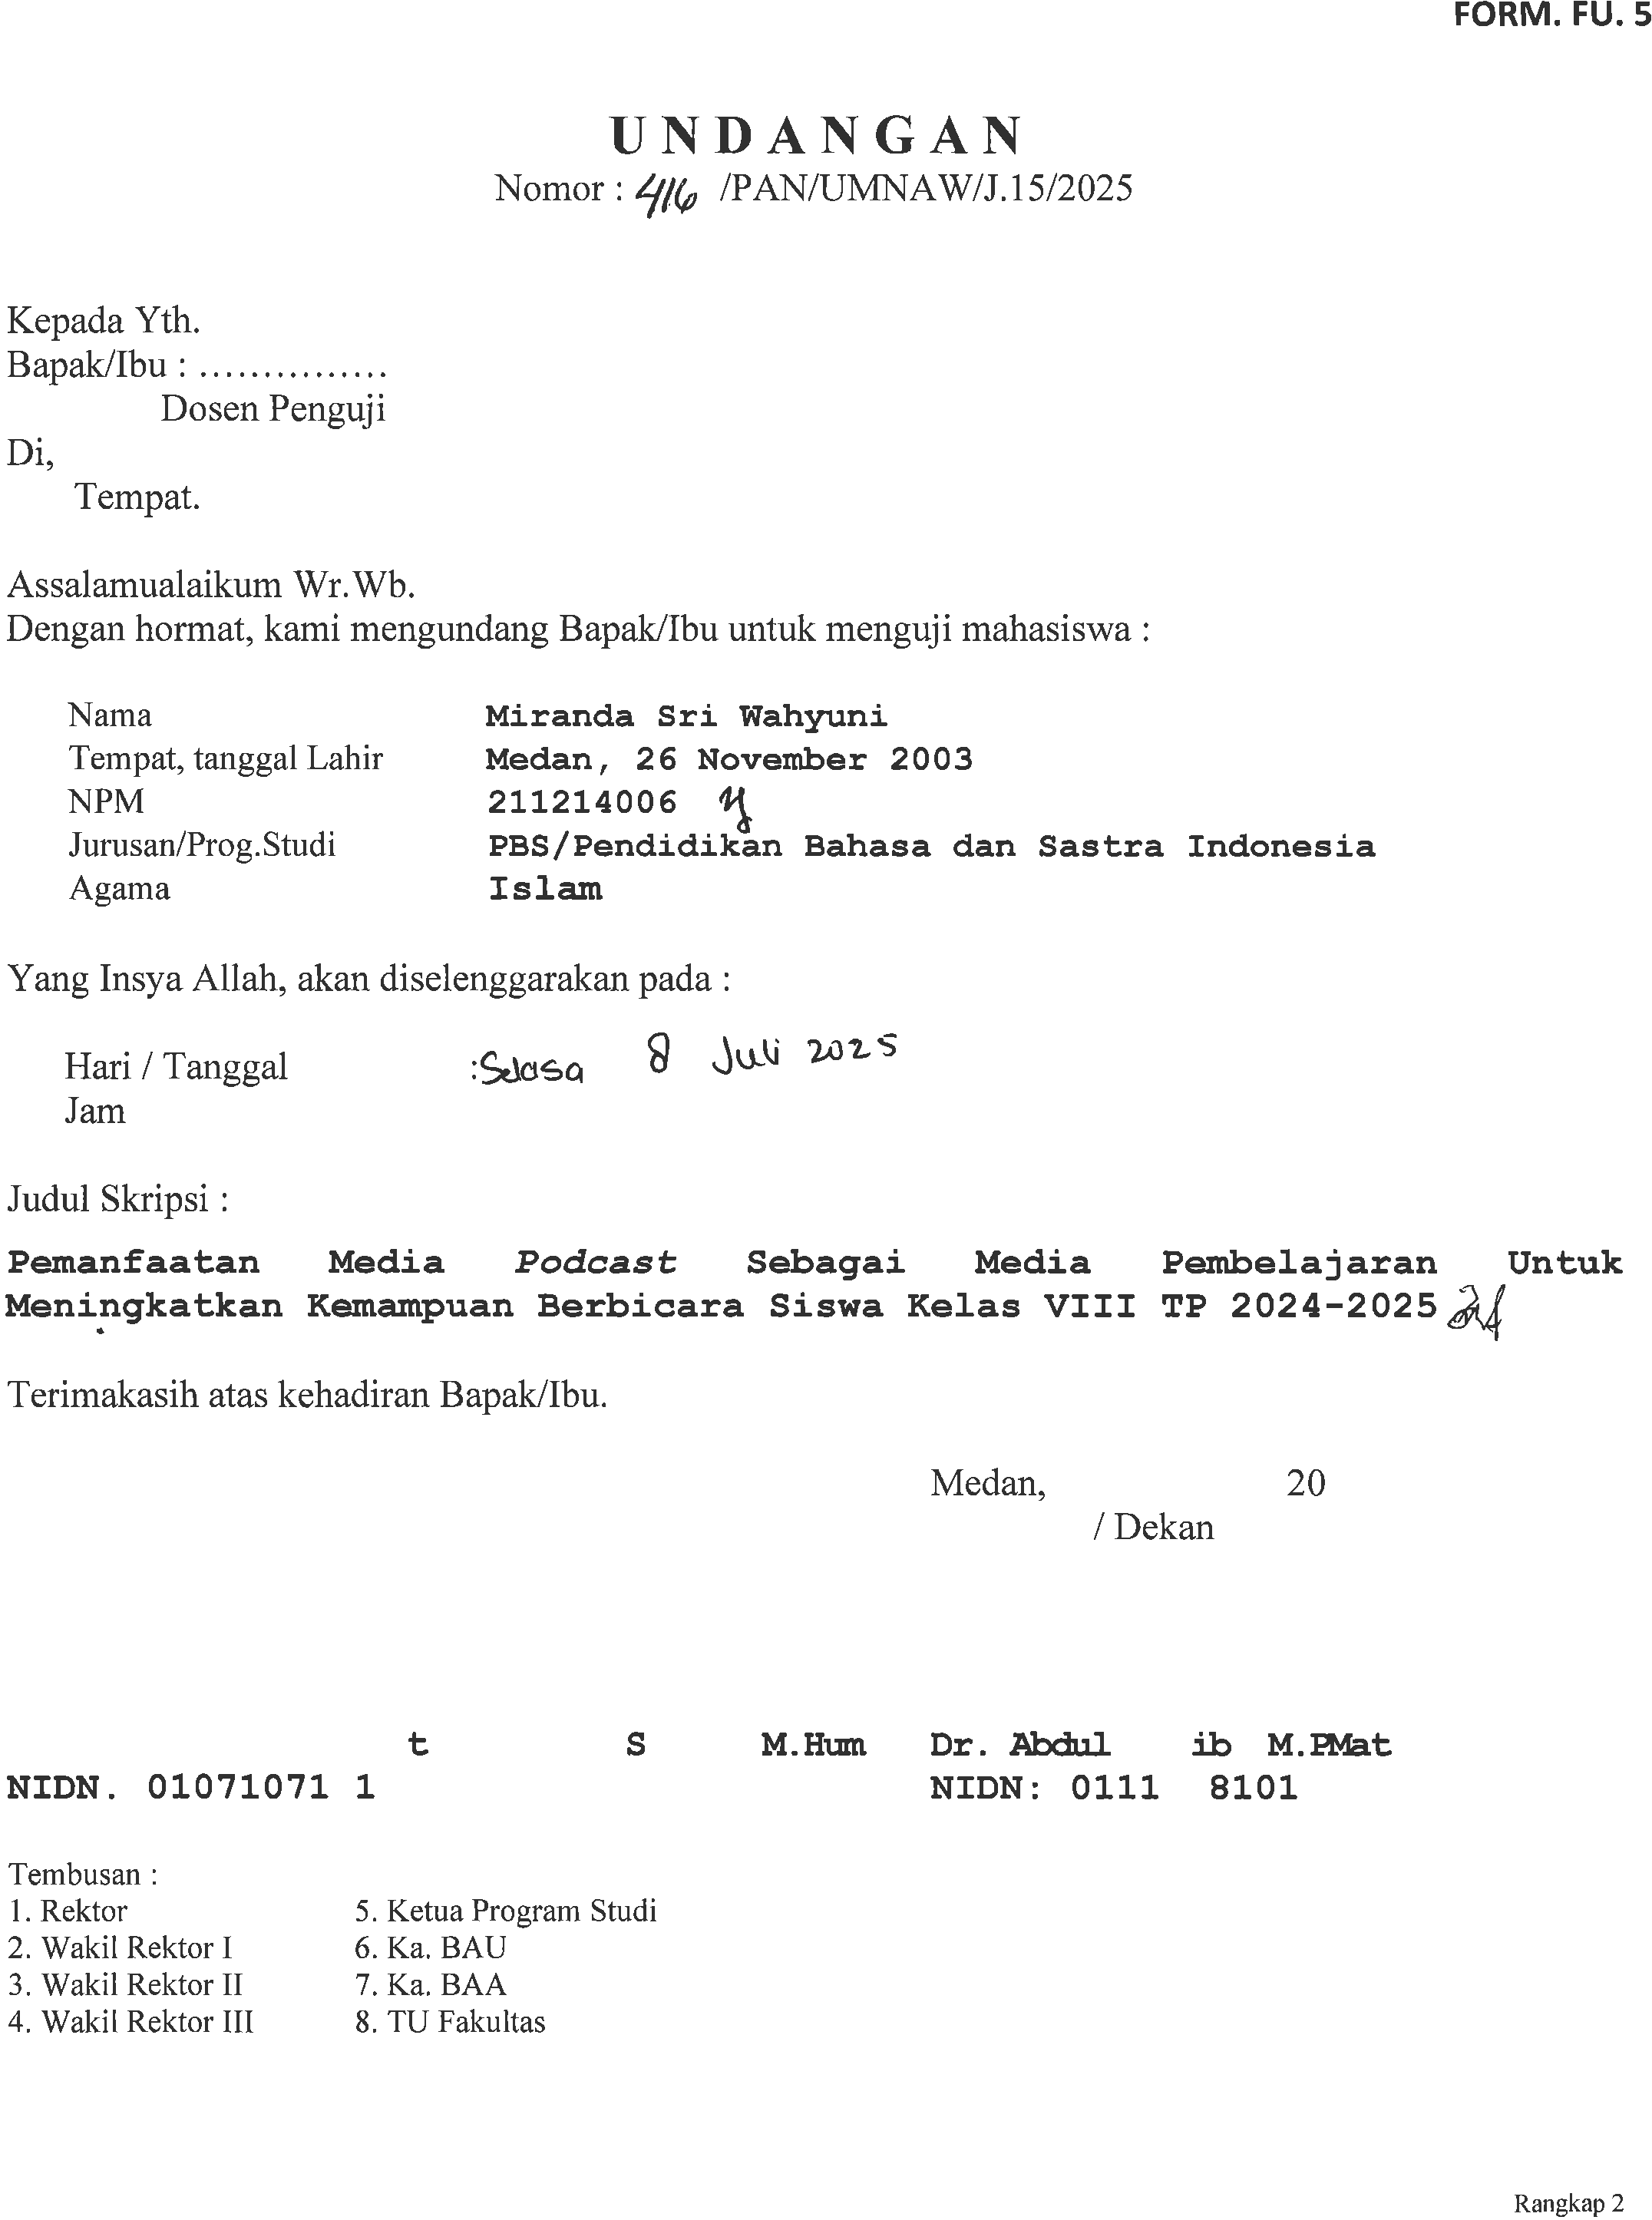 FORM. FU. 5
UNDANGAN
Nomor : 416 /PAN/UMNAW/J.15/2025
Kepada Yth.
Bapak/Ibu : ...............
Dosen Penguji
Di,
Tempat.
Assalamualaikum Wr.Wb.
Dengan hormat, kami mengundang Bapak/Ibu untuk menguji mahasiswa :
Nama Miranda Sri Wahyuni
Tempat, tanggal Lahir Medan, 26 November 2003
NPM 211214006
Jurusan/Prog.Studi PBS/Pendidikan Bahasa dan Sastra Indonesia
Agama Islam
Yang Insya Allah, akan diselenggarakan pada :
Hari / Tanggal :Selasa 8 Juli 2025
Jam
Judul Skripsi :
Pemanfaatan Media Podcast Sebagai Media Pembelajaran Untuk
Meningkatkan Kemampuan Berbicara Siswa Kelas VIII TP 2024-2025
Terimakasih atas kehadiran Bapak/Ibu.
Medan, 20
/ Dekan
t S M.Hum Dr. Abdul ib M.PMat
NIDN. 01071071 1 NIDN: 0111 8101
Tembusan :
1. Rektor 5. Ketua Program Studi
2. Wakil Rektor I 6. Ka. BAU
3. Wakil Rektor II 7. Ka. BAA
4. Wakil Rektor III 8. TU Fakultas
Rangkap 2